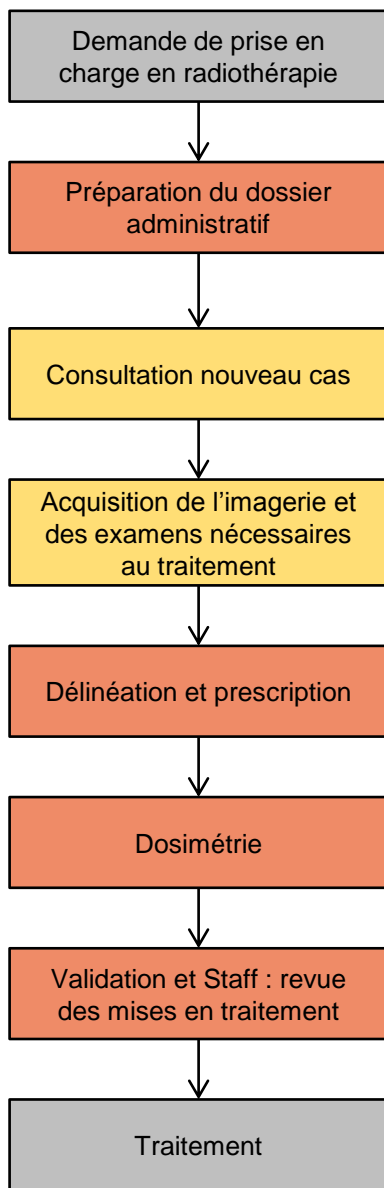 Demande de prise en
charge en radiothérapie
Préparation du dossier
administratif
Consultation nouveau cas
Acquisition de l’imagerie et
des examens nécessaires
au traitement
Délinéation et prescription
Dosimétrie
Validation et Staff : revue
des mises en traitement
Traitement